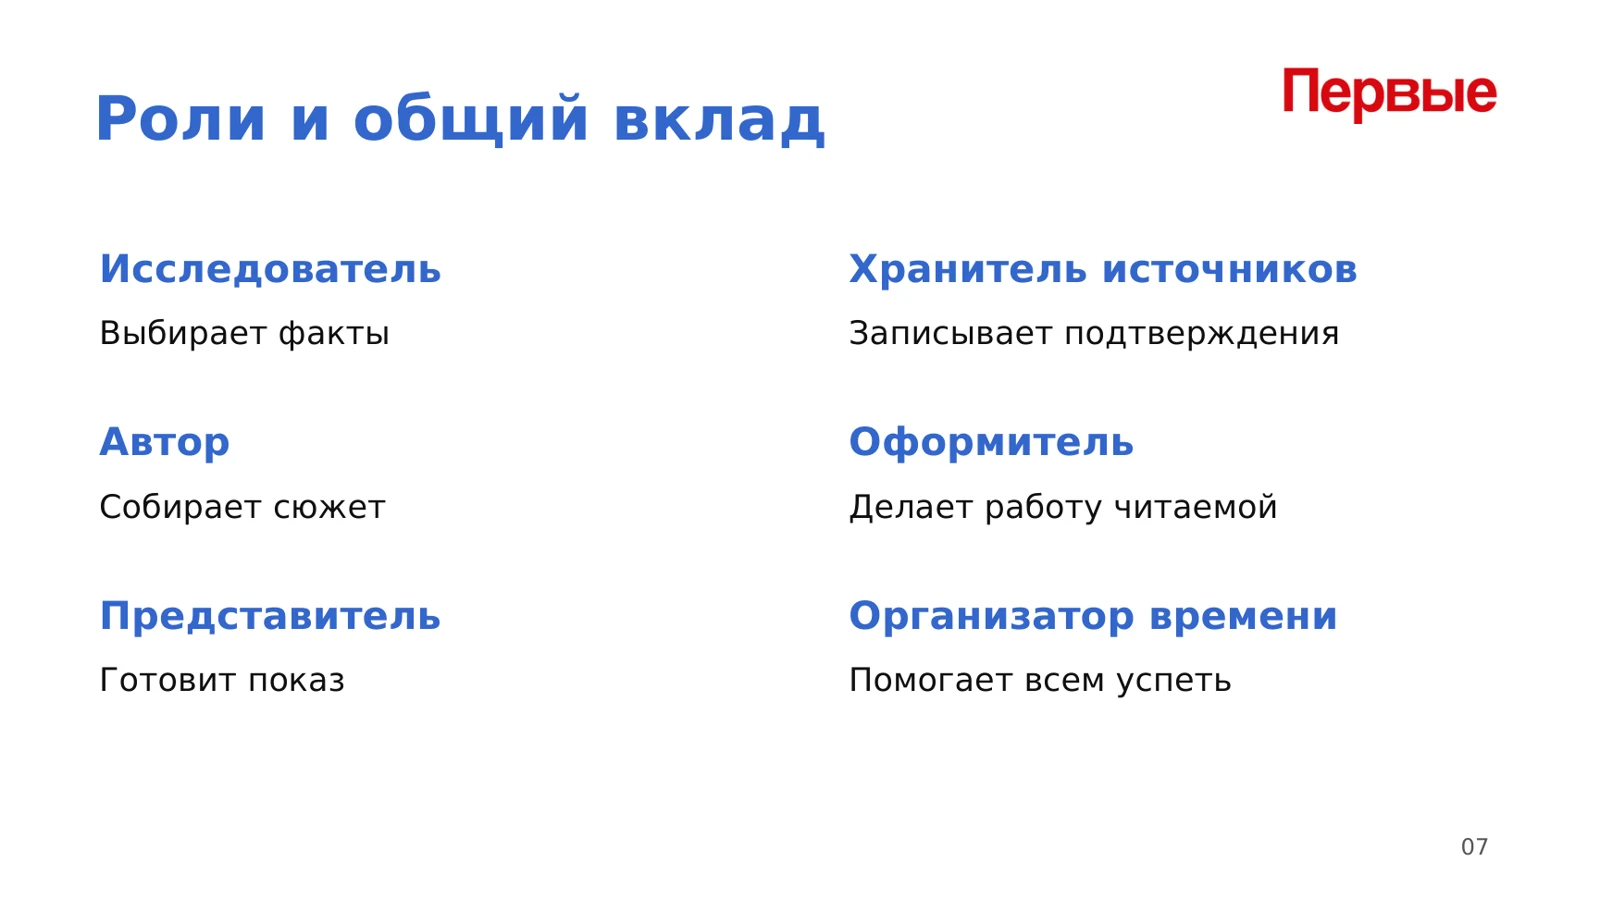 Роли и общий вклад
Первые
Исследователь
Выбирает факты
Хранитель источников
Записывает подтверждения
Автор
Собирает сюжет
Оформитель
Делает работу читаемой
Представитель
Готовит показ
Организатор времени
Помогает всем успеть
07